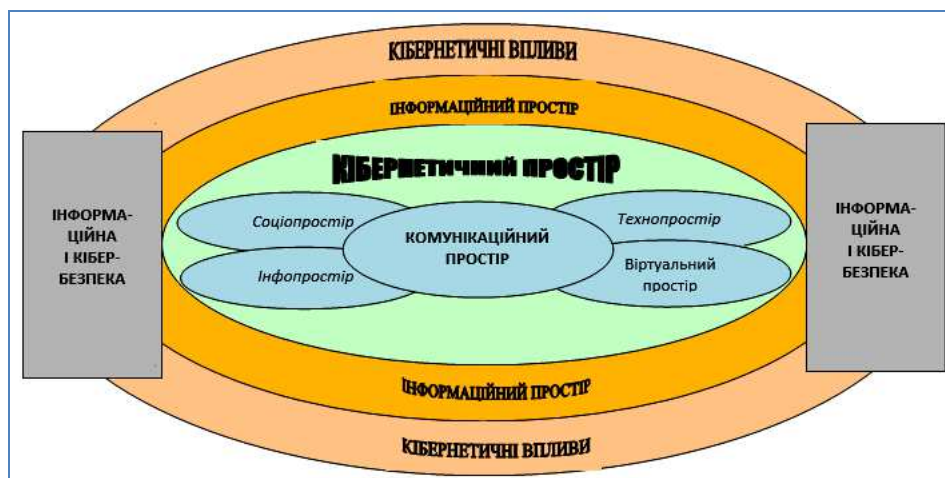 КІБЕРНЕТИЧНІ ВПЛИВИ
ІНФОРМАЦІЙНИЙ ПРОСТІР
КІБЕРНЕТИЧНИЙ ПРОСТІР
ІНФОРМА-
ЦІЙНА
І КІБЕР-
БЕЗПЕКА
Соціопростір
Технопростір
КОМУНІКАЦІЙНИЙ
ПРОСТІР
Інфопростір
Віртуальний
простір
ІНФОРМА-
ЦІЙНА
І КІБЕР-
БЕЗПЕКА
ІНФОРМАЦІЙНИЙ ПРОСТІР
КІБЕРНЕТИЧНІ ВПЛИВИ